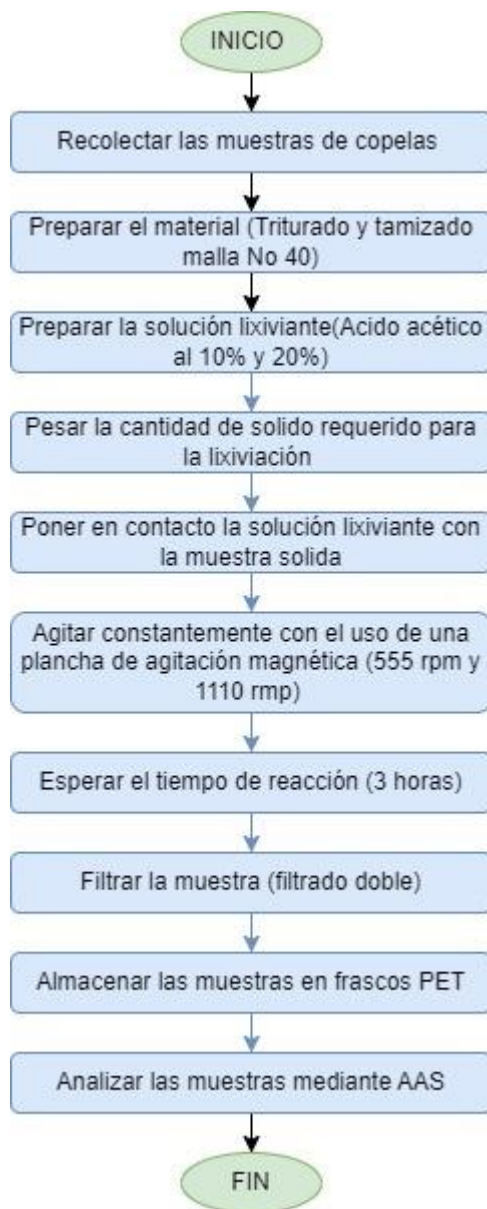 INICIO
Recolectar las muestras de copelas
Preparar el material (Triturado y tamizado
malla No 40)
Preparar la solución lixiviante(Acido acético
al 10% y 20%)
Pesar la cantidad de solido requerido para
la lixiviación
Poner en contacto la solución lixiviante con
la muestra solida
Agitar constantemente con el uso de una
plancha de agitación magnética (555 rpm y
1110 rmp)
Esperar el tiempo de reacción (3 horas)
Filtrar la muestra (filtrado doble)
Almacenar las muestras en frascos PET
Analizar las muestras mediante AAS
FIN